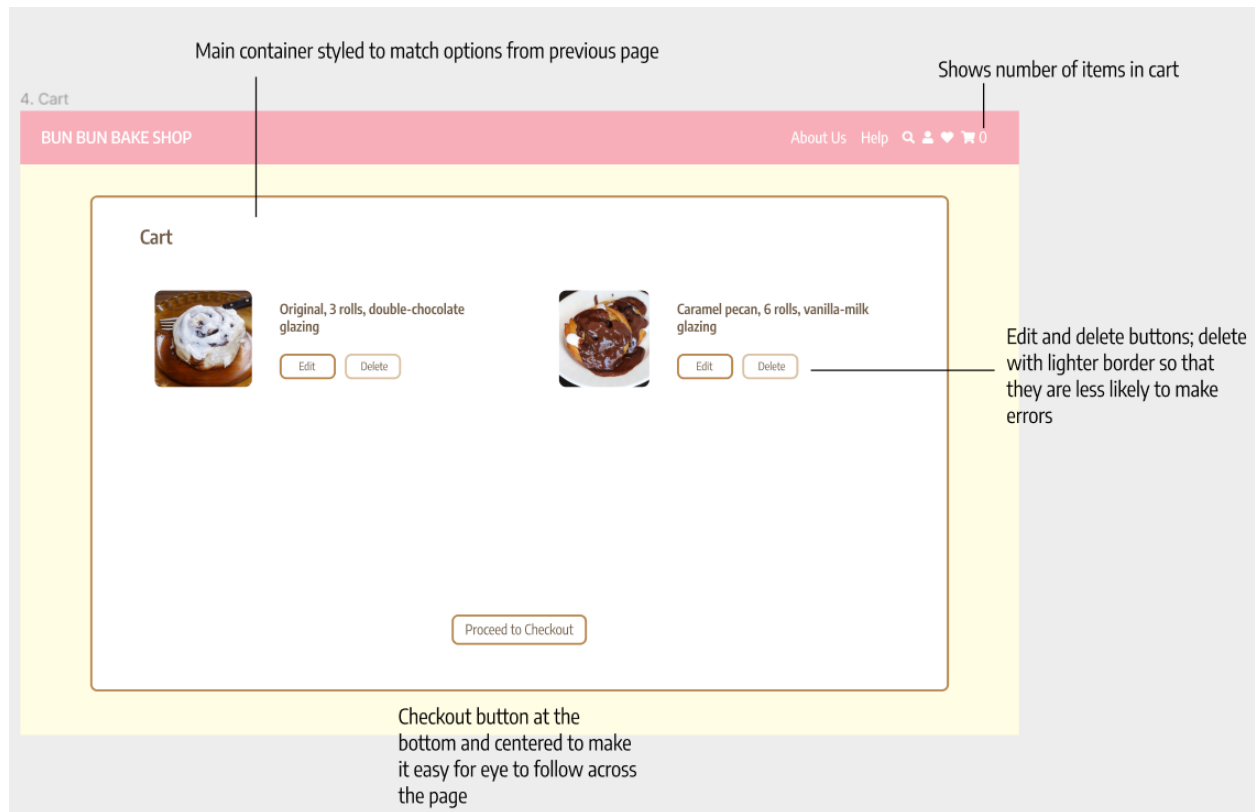 Main container styled to match options from previous page
Shows number of items in cart
4. Cart
BUN BUN BAKE SHOP
About Us Help 0
Cart
Original, 3 rolls, double-chocolate
glazing
Edit Delete
Caramel pecan, 6 rolls, vanilla-milk
glazing
Edit Delete
Edit and delete buttons; delete
with lighter border so that
they are less likely to make
errors
Proceed to Checkout
Checkout button at the
bottom and centered to make
it easy for eye to follow across
the page